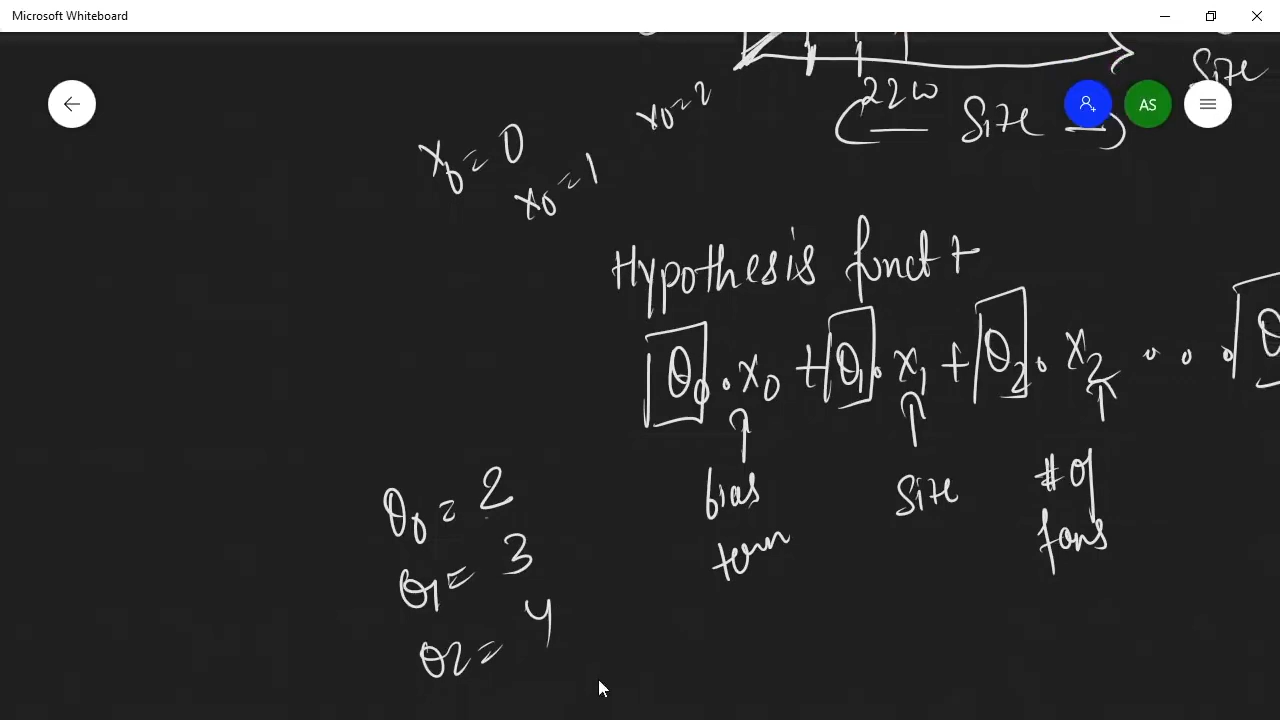 Microsoft Whiteboard
Size
2200
( — Size → )
AS
x0 = 2
x0 = 0
x0 = 1
Hypothesis funct +
θ0 . x0 + θ1 . x1 + θ2 . x2 . . . θ
bias term
Size
# of fans
θ0 = 2
θ1 = 3
θ2 = 4